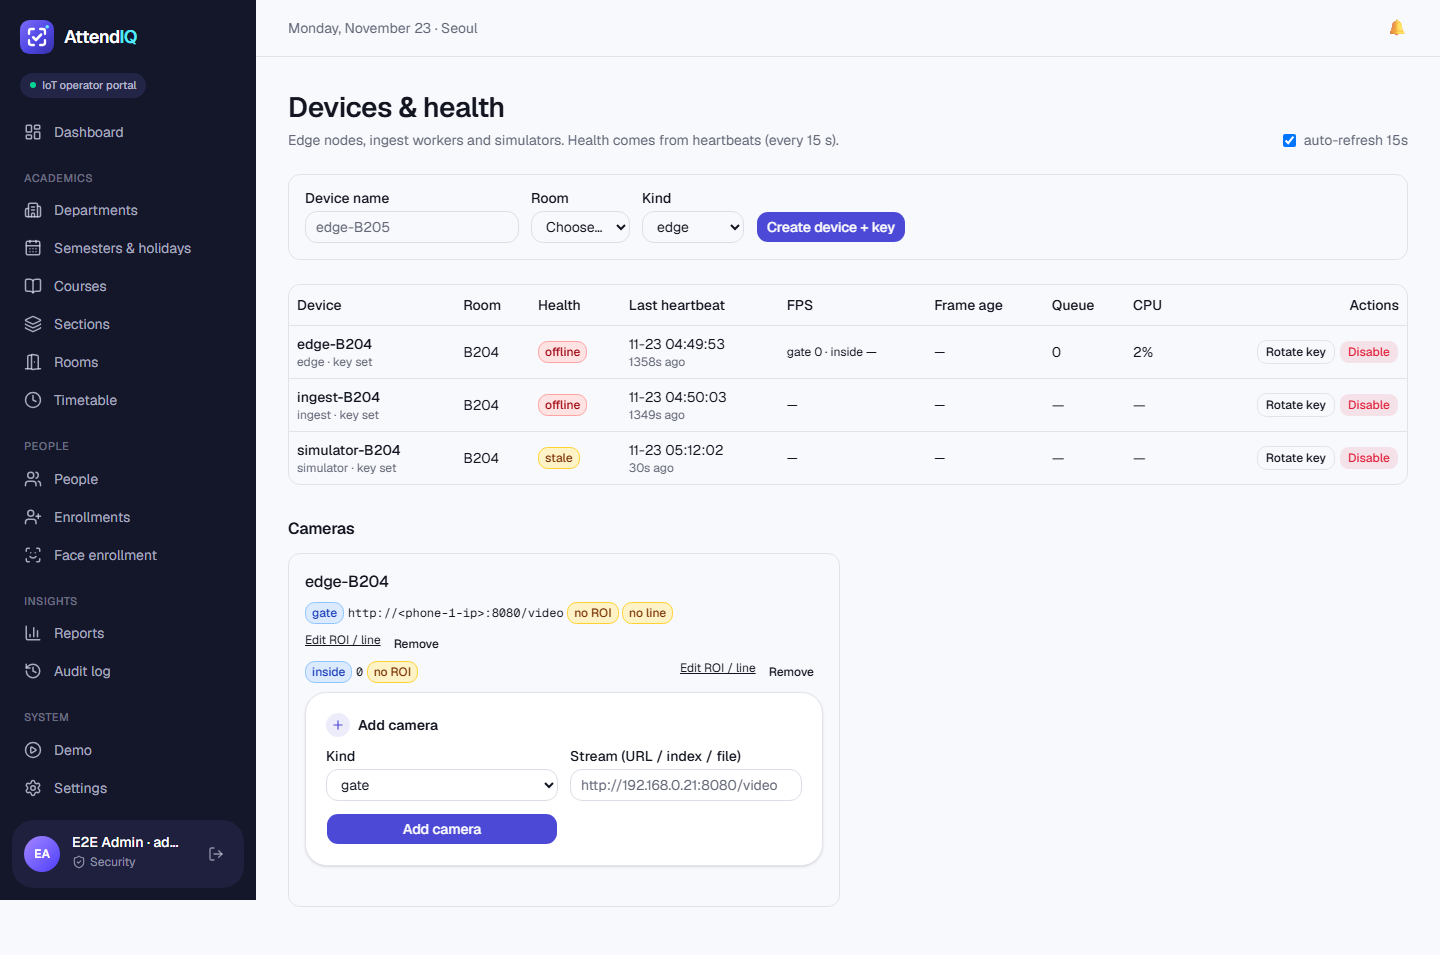 AttendIQ
IoT operator portal
Dashboard
ACADEMICS
Departments
Semesters & holidays
Courses
Sections
Rooms
Timetable
PEOPLE
People
Enrollments
Face enrollment
INSIGHTS
Reports
Audit log
SYSTEM
Demo
Settings
EA
E2E Admin · ad...
Security
Monday, November 23 · Seoul
Devices & health
Edge nodes, ingest workers and simulators. Health comes from heartbeats (every 15 s).
auto-refresh 15s
Device name Room Kind
edge-B205 Choose... edge Create device + key
Device Room Health Last heartbeat FPS Frame age Queue CPU Actions
edge-B204 B204 offline 11-23 04:49:53 gate 0 · inside — — 0 2% Rotate key Disable
edge · key set 1358s ago
ingest-B204 B204 offline 11-23 04:50:03 — — — — Rotate key Disable
ingest · key set 1349s ago
simulator-B204 B204 stale 11-23 05:12:02 — — — — Rotate key Disable
simulator · key set 30s ago
Cameras
edge-B204
gate http://<phone-1-ip>:8080/video no ROI no line
Edit ROI / line Remove
inside 0 no ROI Edit ROI / line Remove
+ Add camera
Kind Stream (URL / index / file)
gate http://192.168.0.21:8080/video
Add camera